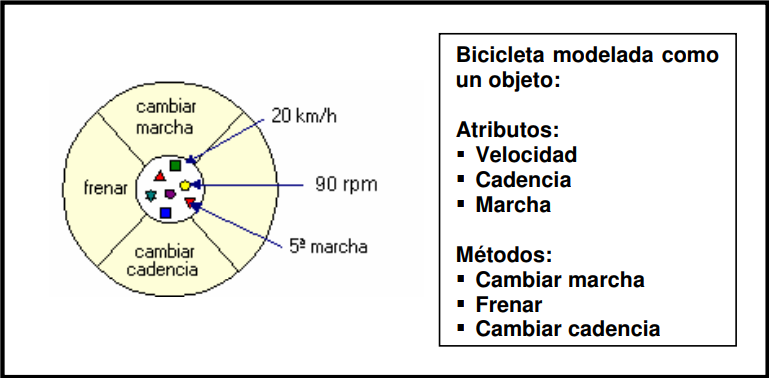 cambiar
marcha
frenar
cambiar
cadencia
20 km/h
90 rpm
5ª marcha
Bicicleta modelada como
un objeto:
Atributos:
▪ Velocidad
▪ Cadencia
▪ Marcha
Métodos:
▪ Cambiar marcha
▪ Frenar
▪ Cambiar cadencia